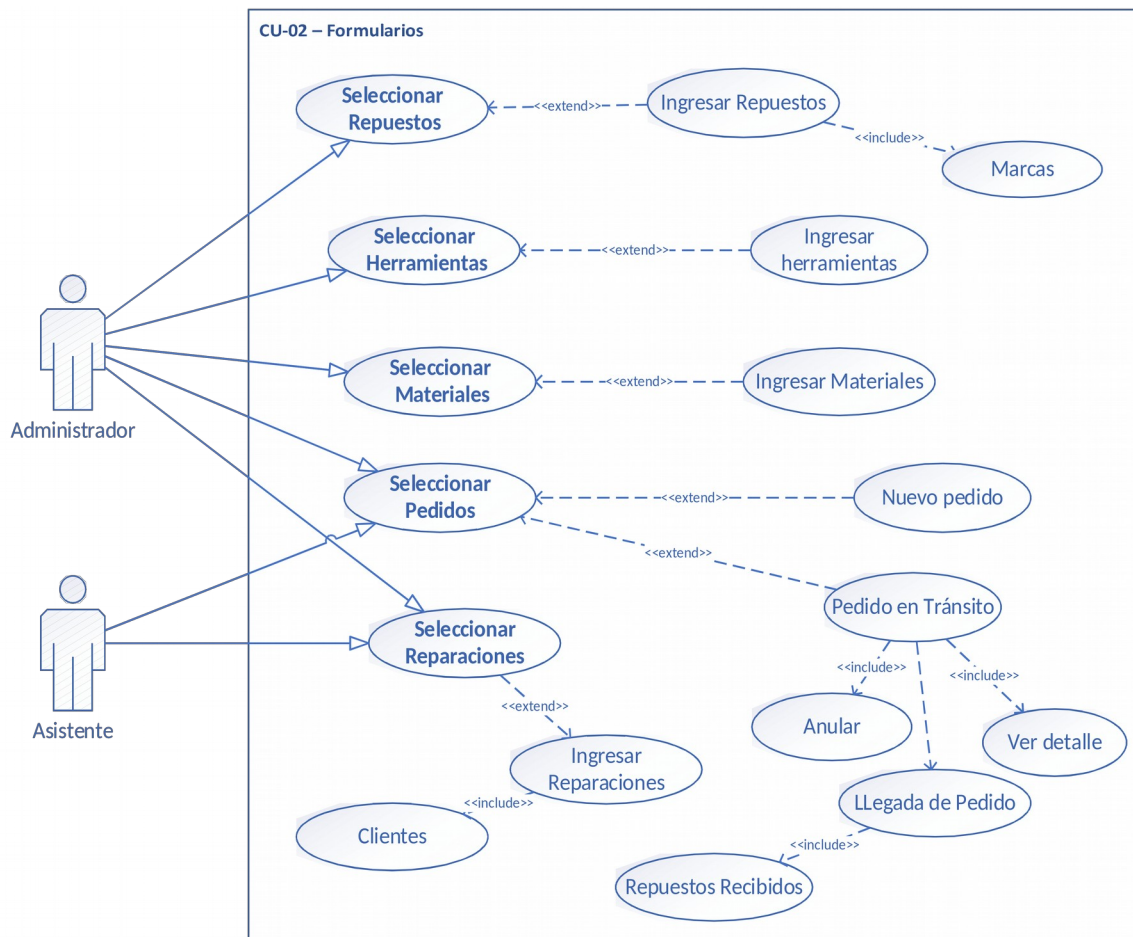 CU-02 – Formularios
Seleccionar
Repuestos
<<extend>>
Ingresar Repuestos
<<include>>
Marcas
Seleccionar
Herramientas
<<extend>>
Ingresar
herramientas
Administrador
Seleccionar
Materiales
<<extend>>
Ingresar Materiales
Seleccionar
Pedidos
<<extend>>
Nuevo pedido
<<extend>>
Pedido en Tránsito
Asistente
Seleccionar
Reparaciones
<<include>>
<<include>>
<<extend>>
Anular
Ver detalle
Ingresar
Reparaciones
<<include>>
LLegada de Pedido
Clientes
<<include>>
Repuestos Recibidos